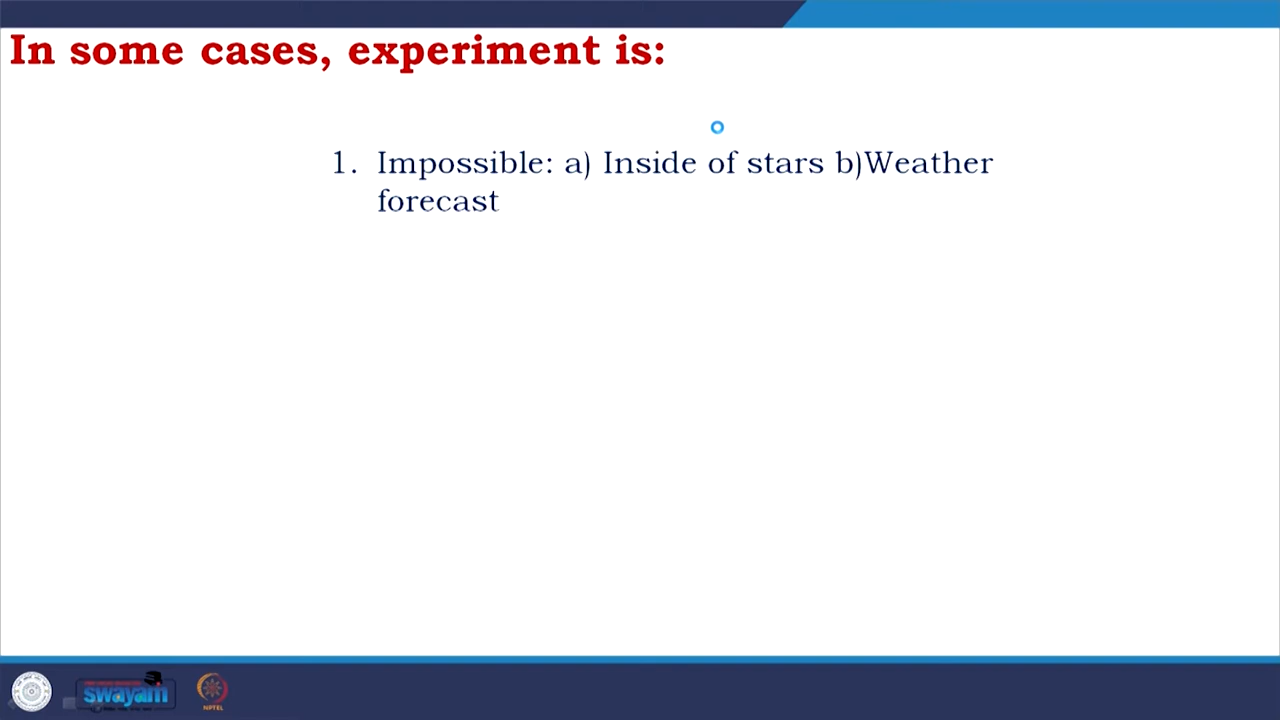 In some cases, experiment is:
1. Impossible: a) Inside of stars b)Weather
forecast
swayam
NPTEL